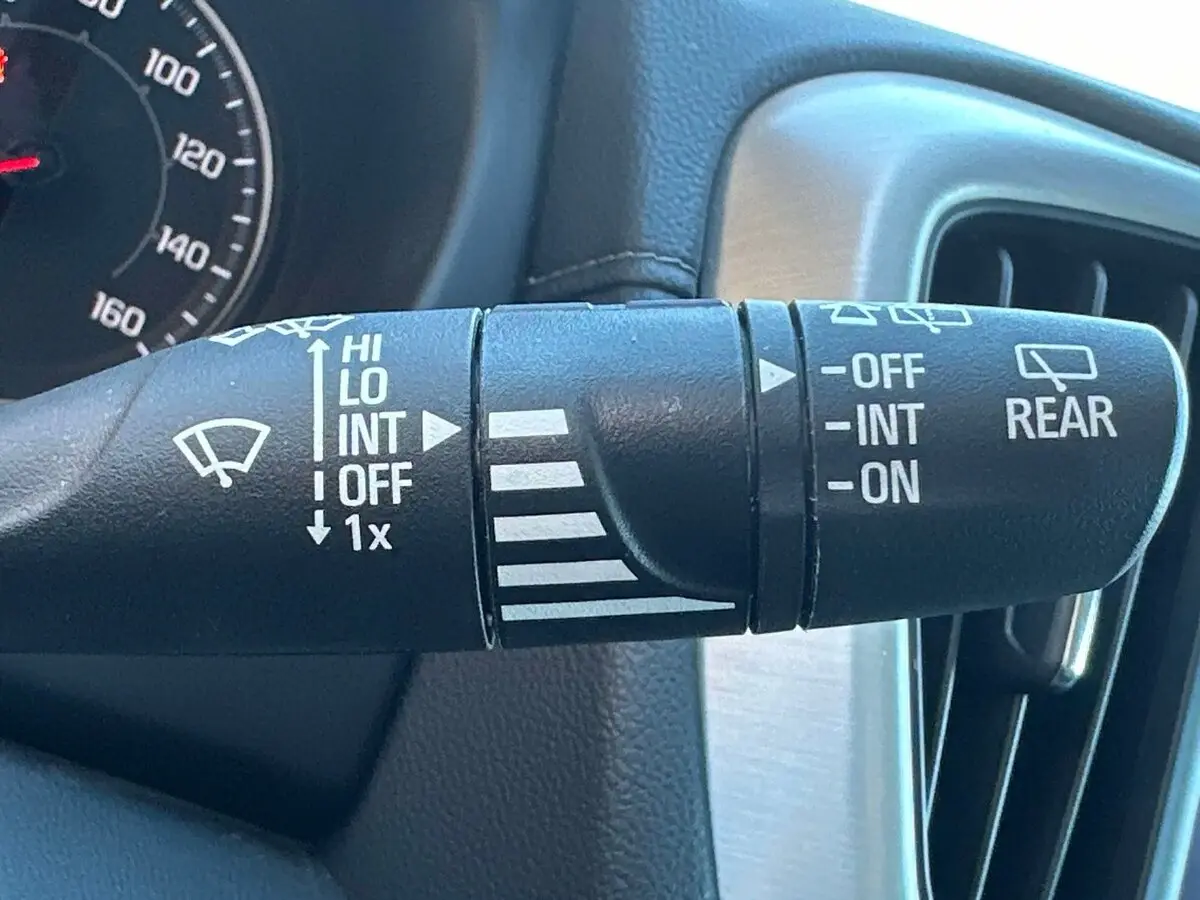 100
120
140
160
HI
LO
INT
OFF
1x
-OFF
-INT
-ON
REAR